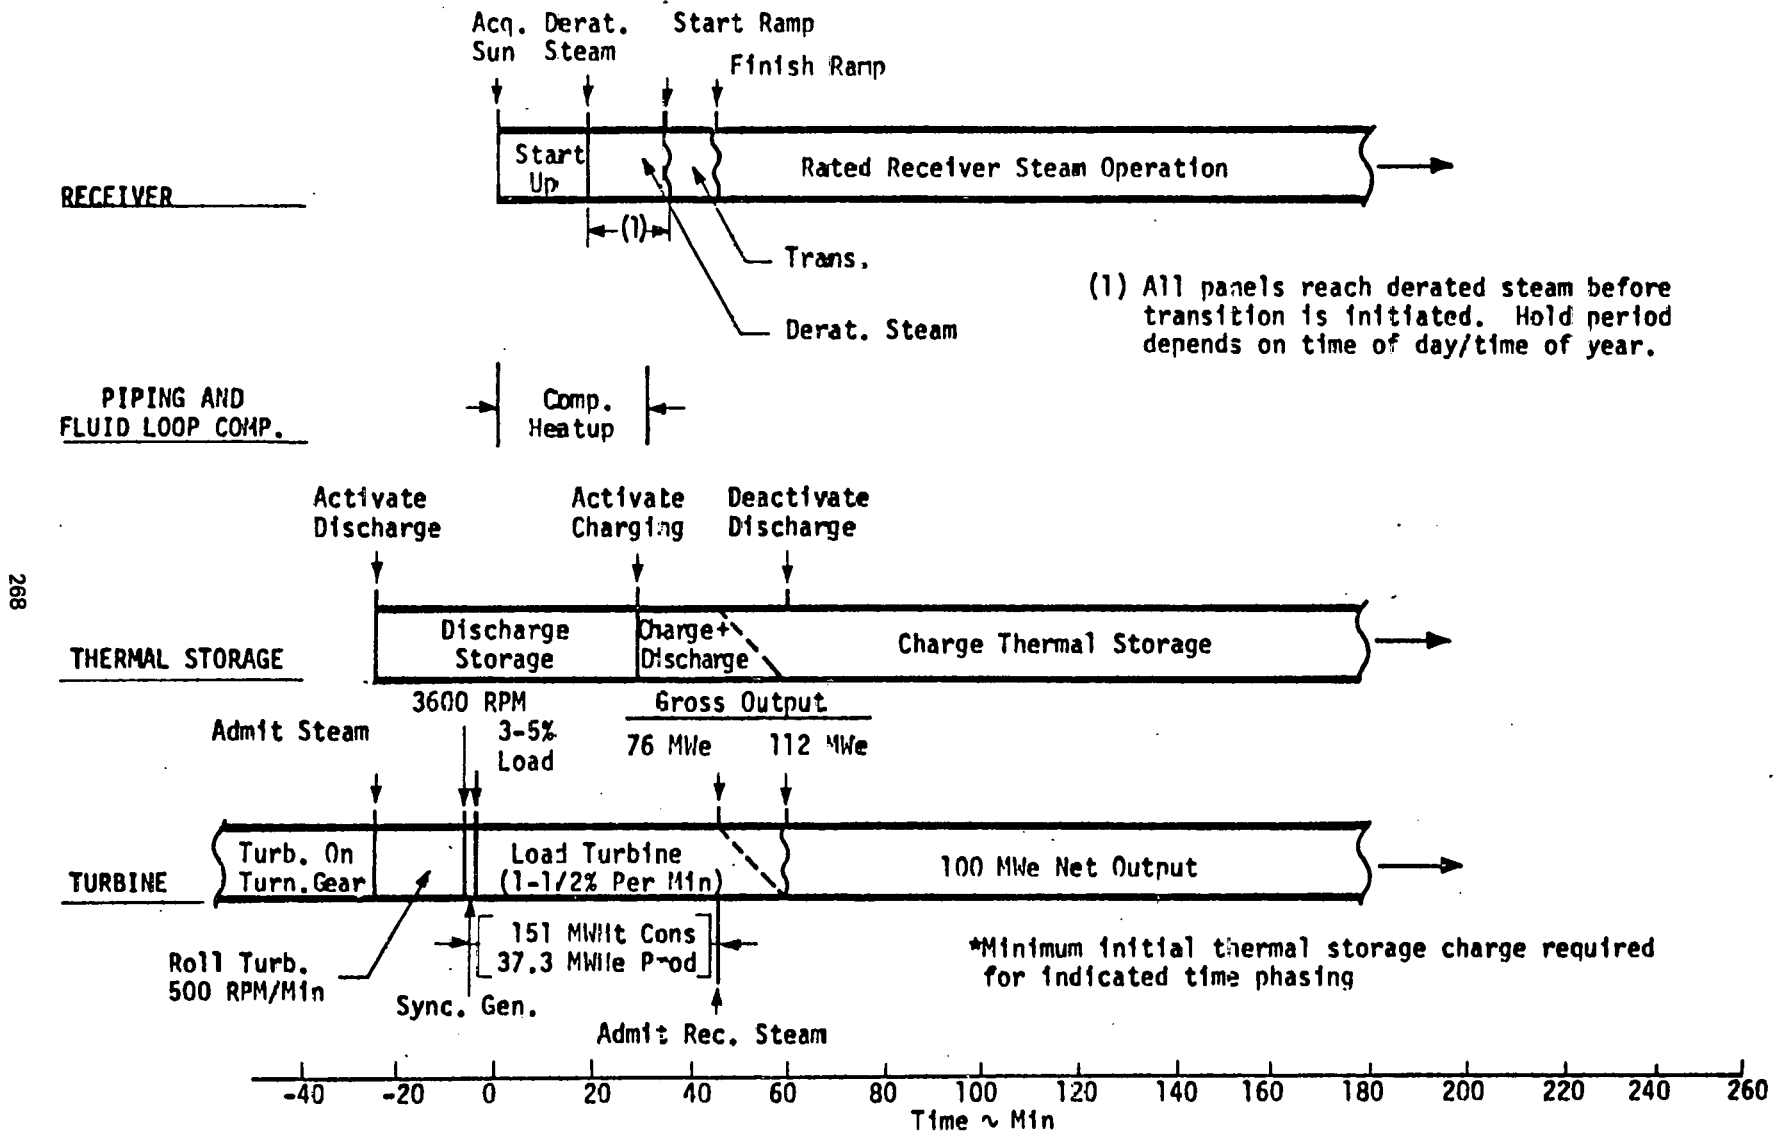 Acq. Derat. Start Ramp
Sun Steam
Finish Ramp
Start
Up
Rated Receiver Steam Operation
RECEIVER
(1)
Trans.
Derat. Steam
(1) All panels reach derated steam before
transition is initiated. Hold period
depends on time of day/time of year.
PIPING AND
FLUID LOOP COMP.
Comp.
Heatup
Activate
Discharge
Activate
Charging
Deactivate
Discharge
268
THERMAL STORAGE
Discharge
Storage
Charge+
Discharge
Charge Thermal Storage
3600 RPM
Gross Output
Admit Steam
3-5%
Load
76 MWe 112 MWe
TURBINE
Turb. On
Turn.Gear
Load Turbine
(1-1/2% Per Min)
100 MWe Net Output
151 MWHt Cons
37.3 MWHe Prod
Roll Turb.
500 RPM/Min
Sync. Gen.
Admit Rec. Steam
*Minimum initial thermal storage charge required
for indicated time phasing
-40 -20 0 20 40 60 80 100 120 140 160 180 200 220 240 260
Time ~ Min